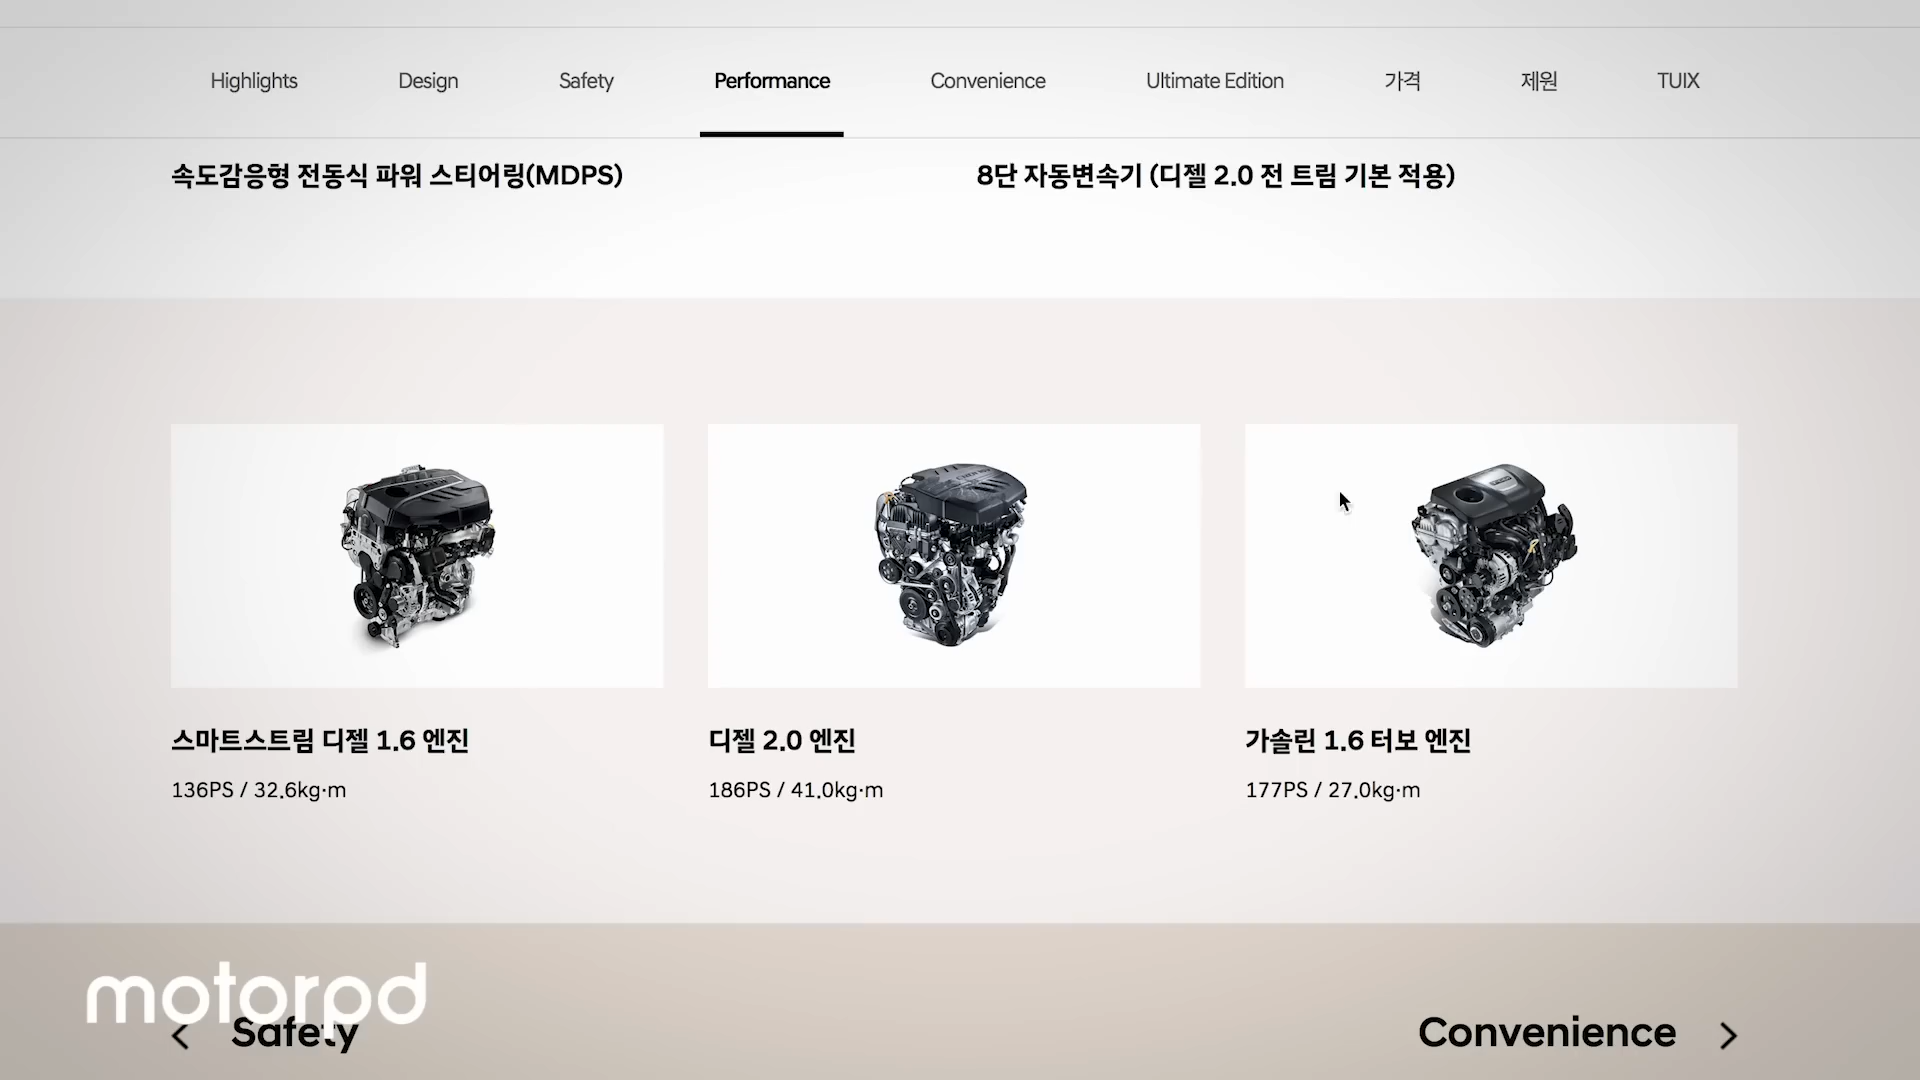 Highlights Design Safety Performance Convenience Ultimate Edition 가격 제원 TUIX
속도감응형 전동식 파워 스티어링(MDPS)
8단 자동변속기 (디젤 2.0 전 트림 기본 적용)
스마트스트림 디젤 1.6 엔진
136PS / 32.6kg·m
디젤 2.0 엔진
186PS / 41.0kg·m
가솔린 1.6 터보 엔진
177PS / 27.0kg·m
motorpd
Safety
Convenience